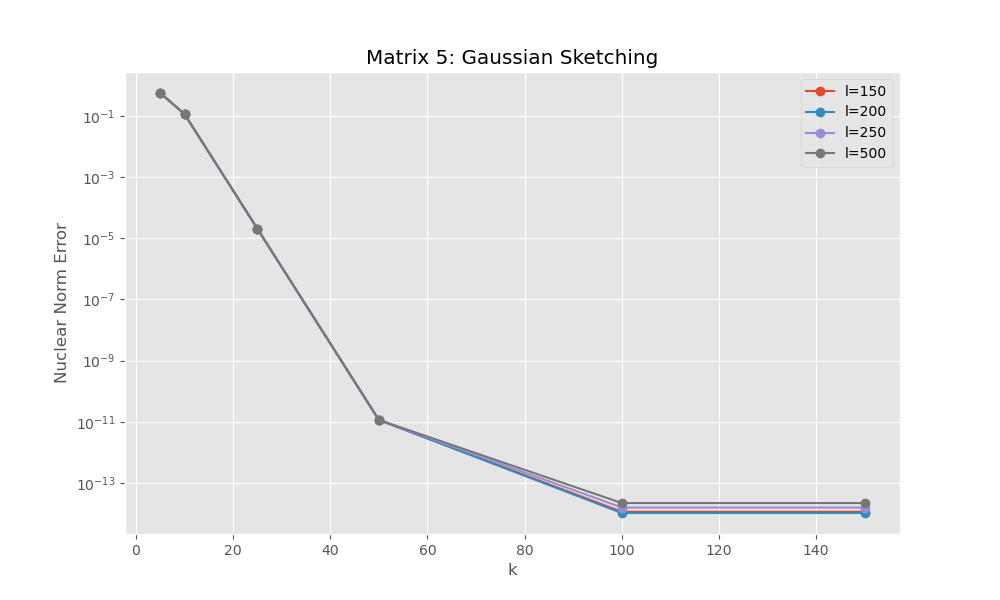 Matrix 5: Gaussian Sketching
l=150
l=200
l=250
l=500
Nuclear Norm Error
10⁻¹
10⁻³
10⁻⁵
10⁻⁷
10⁻⁹
10⁻¹¹
10⁻¹³
0 20 40 60 80 100 120 140
k